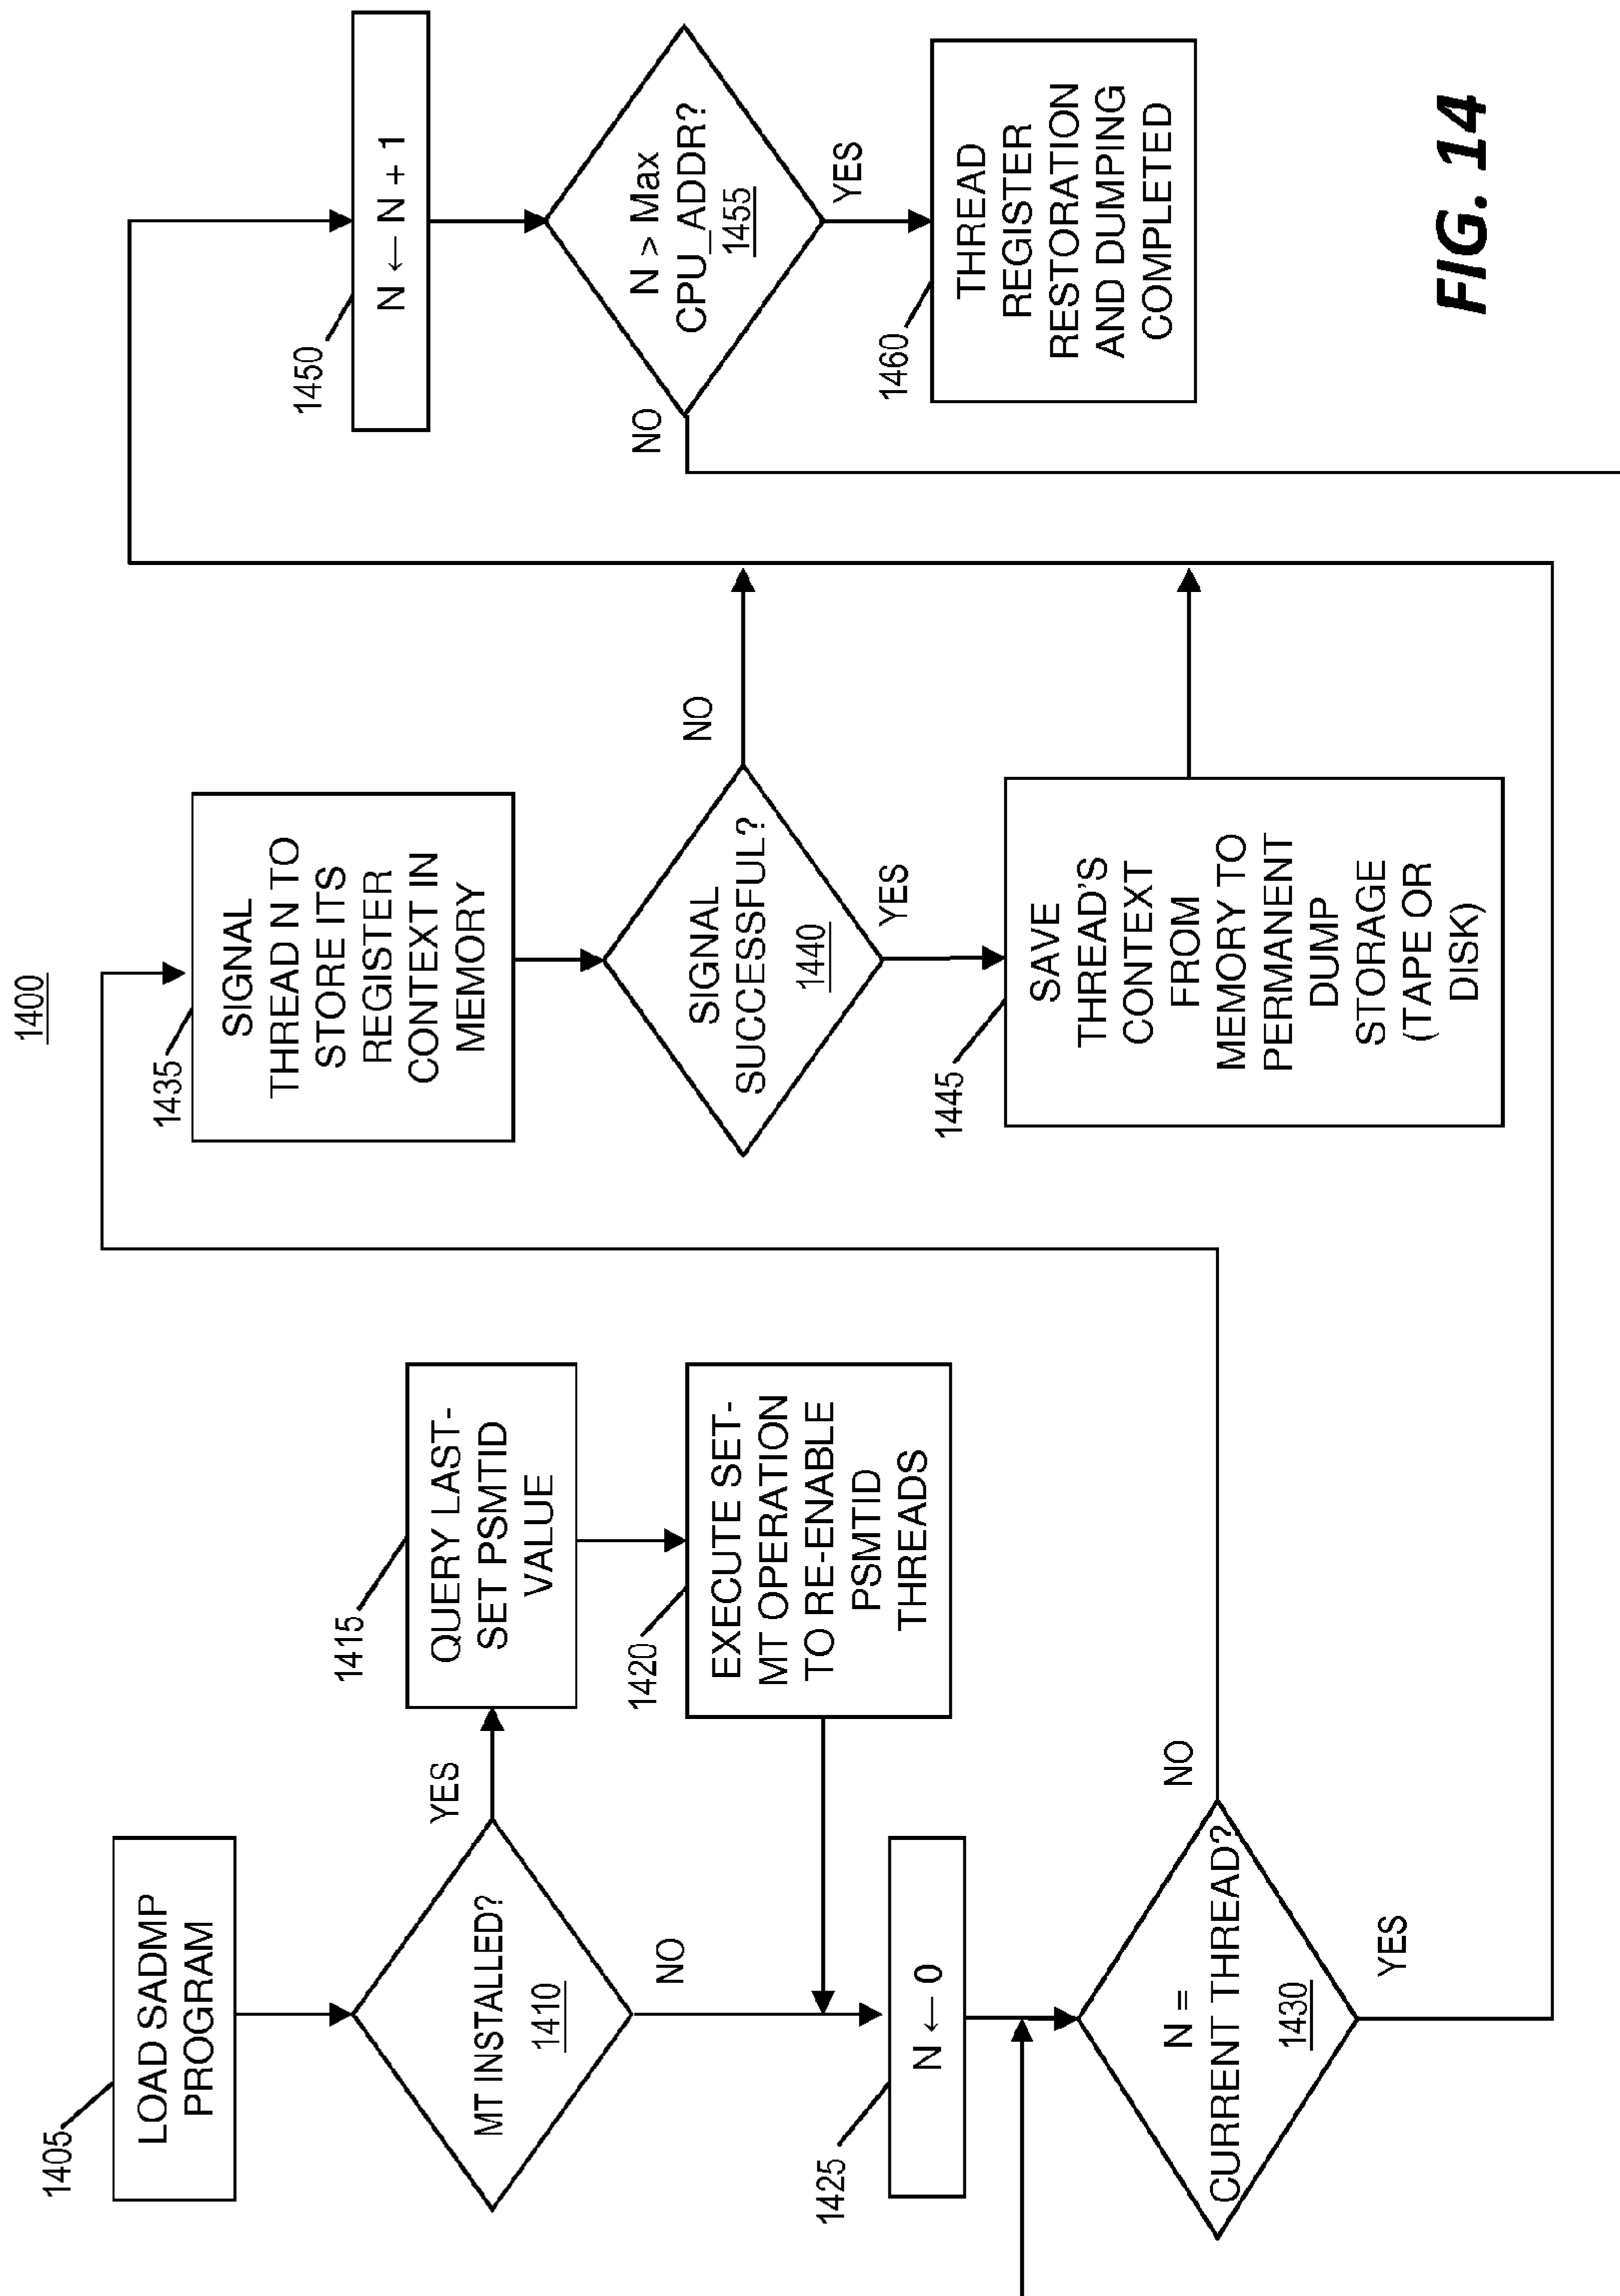 1400
1405
LOAD SADMP
PROGRAM
MT INSTALLED?
1410
YES
NO
1415
QUERY LAST-
SET PSMTID
VALUE
1420
EXECUTE SET-
MT OPERATION
TO RE-ENABLE
PSMTID
THREADS
1425
N ← 0
N =
CURRENT THREAD?
1430
NO
YES
1435
SIGNAL
THREAD N TO
STORE ITS
REGISTER
CONTEXT IN
MEMORY
SIGNAL
SUCCESSFUL?
1440
NO
YES
1445
SAVE
THREAD'S
CONTEXT
FROM
MEMORY TO
PERMANENT
DUMP
STORAGE
(TAPE OR
DISK)
1450
N ← N + 1
N > Max
CPU_ADDR?
1455
NO
YES
1460
THREAD
REGISTER
RESTORATION
AND DUMPING
COMPLETED
FIG. 14